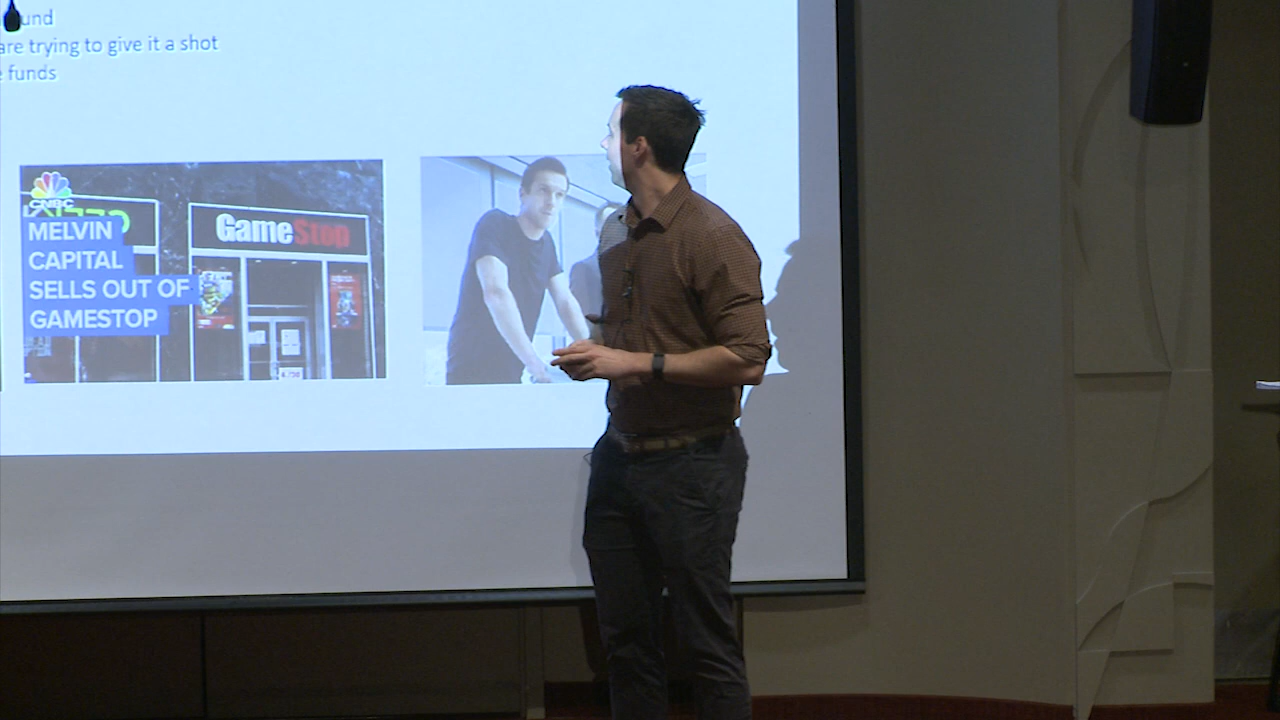 und
are trying to give it a shot
funds
CNBC
GameStop
MELVIN
CAPITAL
SELLS OUT OF
GAMESTOP